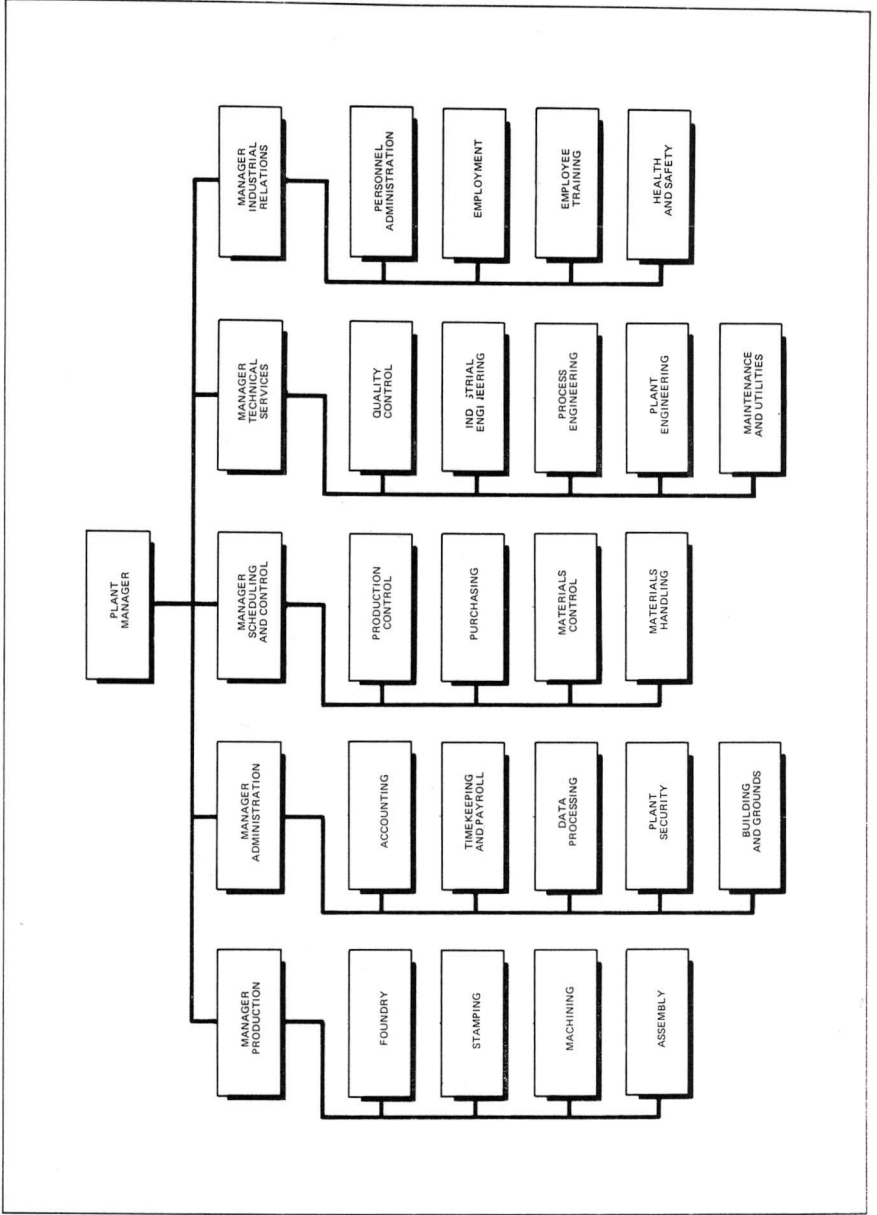 PLANT
MANAGER
MANAGER
PRODUCTION
FOUNDRY
STAMPING
MACHINING
ASSEMBLY
MANAGER
ADMINISTRATION
ACCOUNTING
TIMEKEEPING
AND PAYROLL
DATA
PROCESSING
PLANT
SECURITY
BUILDING
AND GROUNDS
MANAGER
SCHEDULING
AND CONTROL
PRODUCTION
CONTROL
PURCHASING
MATERIALS
CONTROL
MATERIALS
HANDLING
MANAGER
TECHNICAL
SERVICES
QUALITY
CONTROL
INDUSTRIAL
ENGINEERING
PROCESS
ENGINEERING
PLANT
ENGINEERING
MAINTENANCE
AND UTILITIES
MANAGER
INDUSTRIAL
RELATIONS
PERSONNEL
ADMINISTRATION
EMPLOYMENT
EMPLOYEE
TRAINING
HEALTH
AND SAFETY